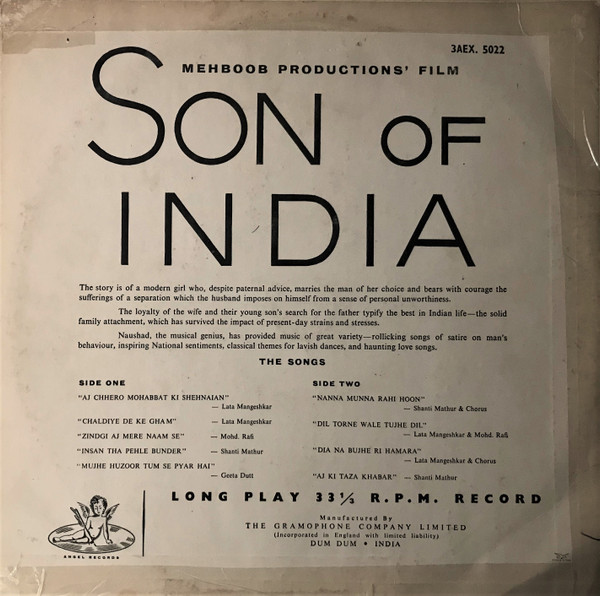 3AEX. 5022
MEHBOOB PRODUCTIONS' FILM
SON OF
INDIA
The story is of a modern girl who, despite paternal advice, marries the man of her choice and bears with courage the
sufferings of a separation which the husband imposes on himself from a sense of personal unworthiness.
The loyalty of the wife and their young son's search for the father typify the best in Indian life—the solid
family attachment, which has survived the impact of present-day strains and stresses.
Naushad, the musical genius, has provided music of great variety—rollicking songs of satire on man's
behaviour, inspiring National sentiments, classical themes for lavish dances, and haunting love songs.
THE SONGS
SIDE ONE
"AJ CHHERO MOHABBAT KI SHEHNAIAN"
— Lata Mangeshkar
"CHALDIYE DE KE GHAM" — Lata Mangeshkar
"ZINDGI AJ MERE NAAM SE" — Mohd. Rafi
"INSAN THA PEHLE BUNDER" — Shanti Mathur
"MUJHE HUZOOR TUM SE PYAR HAI"
— Geeta Dutt
SIDE TWO
"NANNA MUNNA RAHI HOON"
— Shanti Mathur & Chorus
"DIL TORNE WALE TUJHE DIL"
— Lata Mangeshkar & Mohd. Rafi
"DIA NA BUJHE RI HAMARA"
— Lata Mangeshkar & Chorus
"AJ KI TAZA KHABAR" — Shanti Mathur
LONG PLAY 33⅓ R.P.M. RECORD
Manufactured By
THE GRAMOPHONE COMPANY LIMITED
(Incorporated in England with limited liability)
DUM DUM • INDIA
ANGEL RECORDS